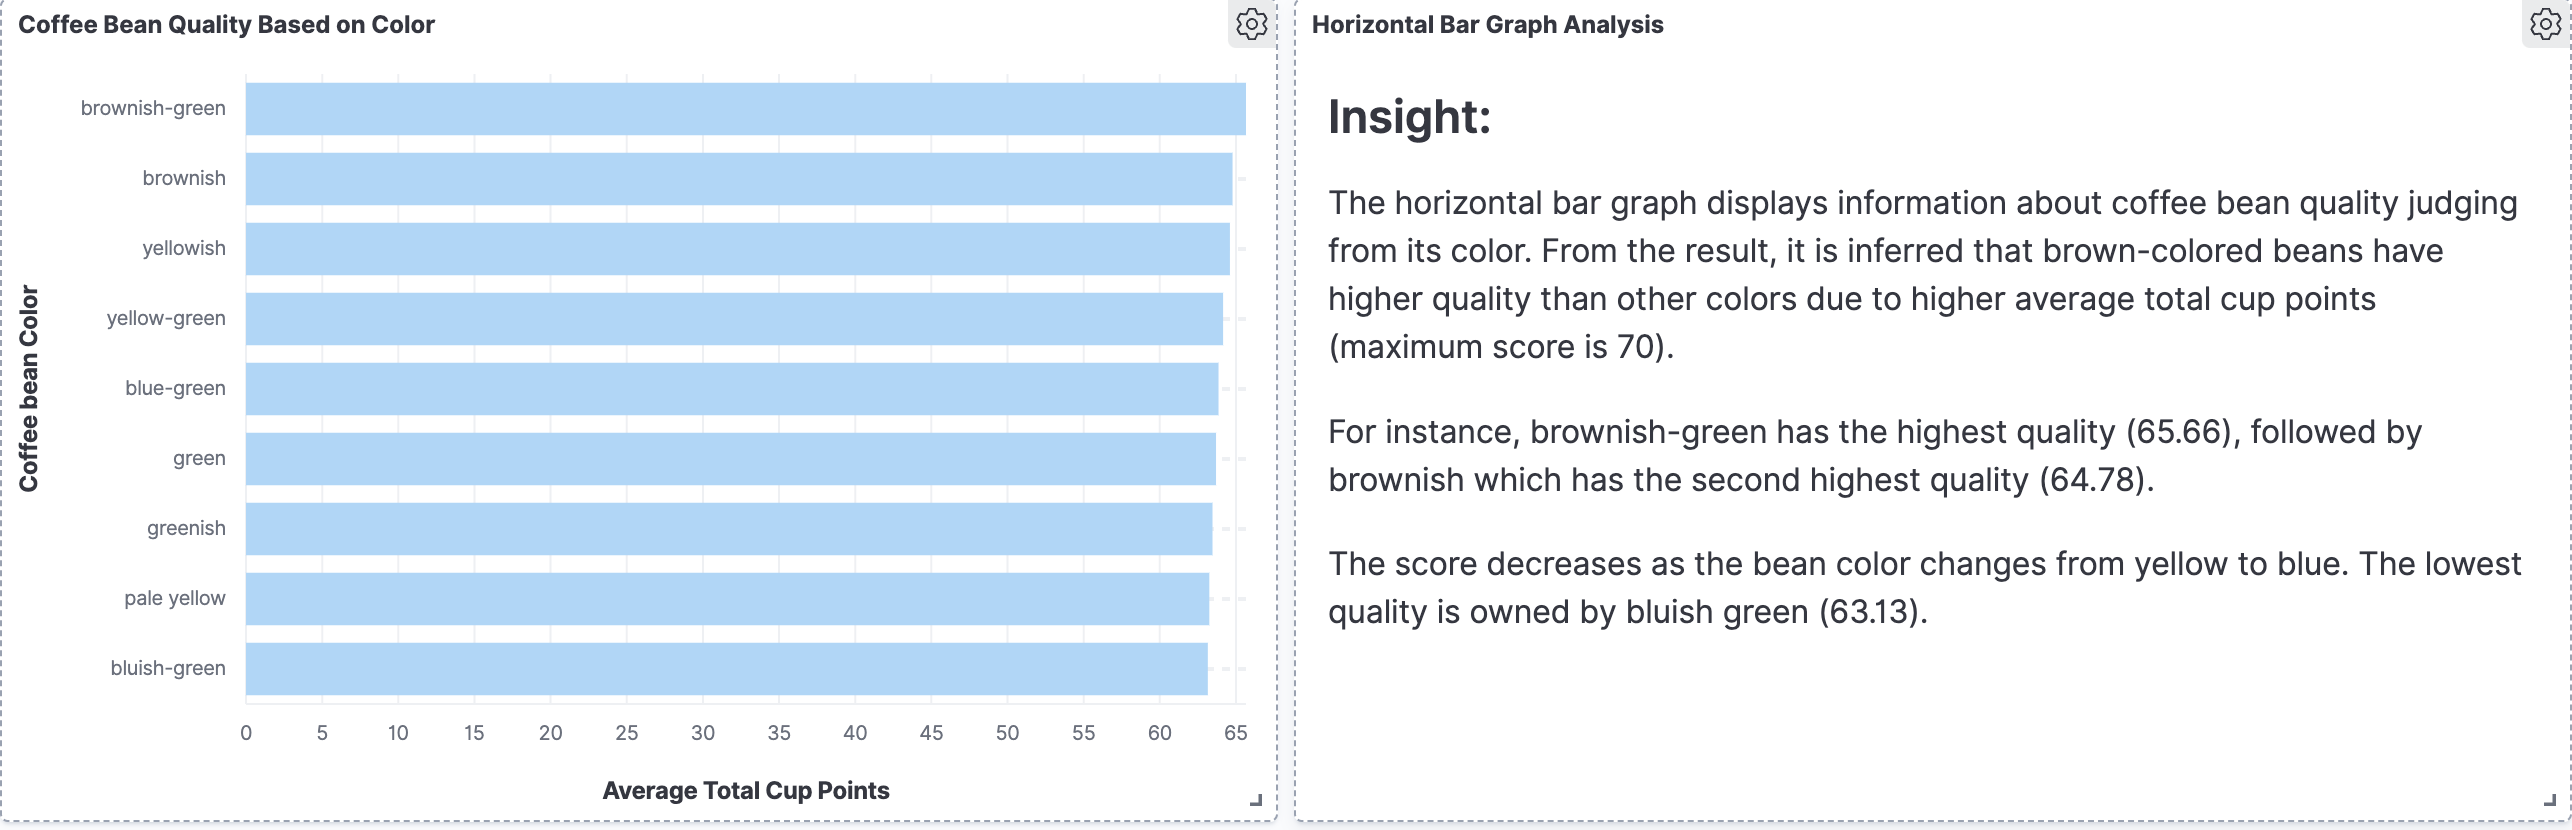 Coffee Bean Quality Based on Color
brownish-green
brownish
yellowish
yellow-green
blue-green
green
greenish
pale yellow
bluish-green
Coffee bean Color
0 5 10 15 20 25 30 35 40 45 50 55 60 65
Average Total Cup Points
Horizontal Bar Graph Analysis
Insight:
The horizontal bar graph displays information about coffee bean quality judging
from its color. From the result, it is inferred that brown-colored beans have
higher quality than other colors due to higher average total cup points
(maximum score is 70).
For instance, brownish-green has the highest quality (65.66), followed by
brownish which has the second highest quality (64.78).
The score decreases as the bean color changes from yellow to blue. The lowest
quality is owned by bluish green (63.13).